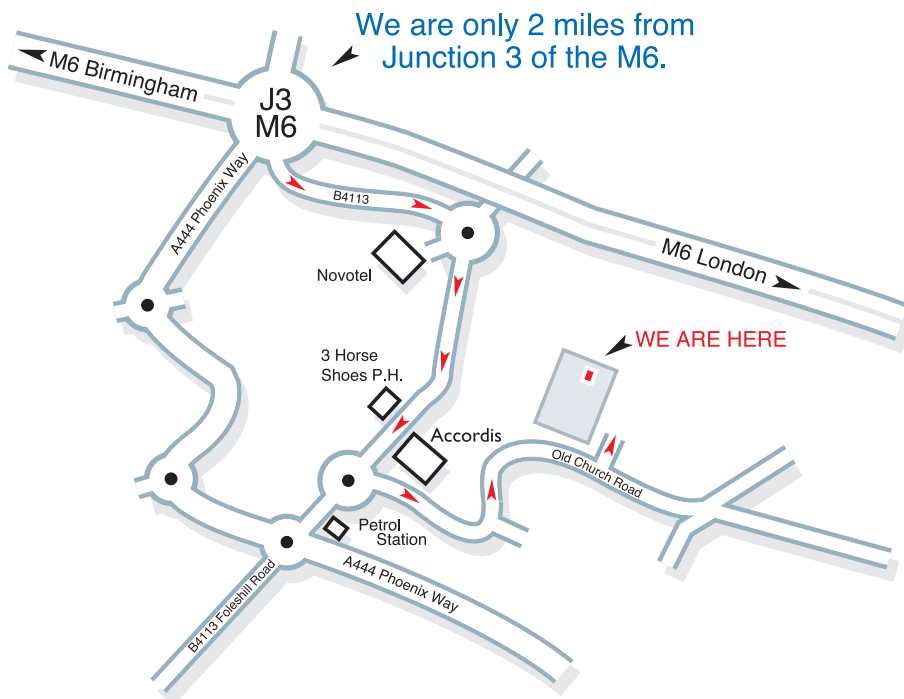 We are only 2 miles from
Junction 3 of the M6.
M6 Birmingham
J3
M6
A444 Phoenix Way
B4113
Novotel
M6 London
3 Horse
Shoes P.H.
WE ARE HERE
Accordis
Old Church Road
Petrol
Station
A444 Phoenix Way
B4113 Foleshill Road